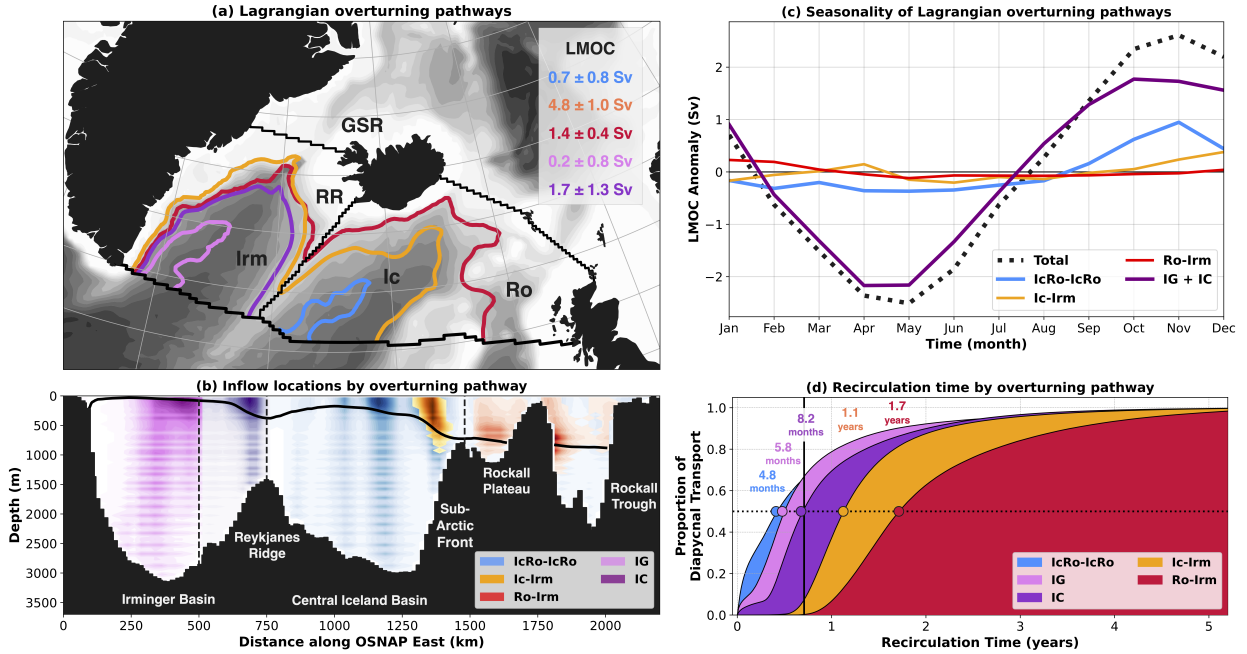 (a) Lagrangian overturning pathways
LMOC
0.7 ± 0.8 Sv
4.8 ± 1.0 Sv
1.4 ± 0.4 Sv
0.2 ± 0.8 Sv
1.7 ± 1.3 Sv
GSR
RR
Irm
Ic
Ro
(b) Inflow locations by overturning pathway
Depth (m)
0
500
1000
1500
2000
2500
3000
3500
Rockall
Plateau
Rockall
Trough
Sub-
Arctic
Front
Reykjanes
Ridge
Irminger Basin
Central Iceland Basin
IcRo-IcRo
Ic-Irm
Ro-Irm
IG
IC
0
250
500
750
1000
1250
1500
1750
2000
Distance along OSNAP East (km)
(c) Seasonality of Lagrangian overturning pathways
LMOC Anomaly (Sv)
2
1
0
−1
−2
Total
IcRo-IcRo
Ic-Irm
Ro-Irm
IG + IC
Jan
Feb
Mar
Apr
May
Jun
Jul
Aug
Sep
Oct
Nov
Dec
Time (month)
(d) Recirculation time by overturning pathway
Proportion of
Diapycnal Transport
1.0
0.8
0.6
0.4
0.2
0.0
8.2
months
1.1
years
1.7
years
5.8
months
4.8
months
IcRo-IcRo
IG
IC
Ic-Irm
Ro-Irm
0
1
2
3
4
5
Recirculation Time (years)